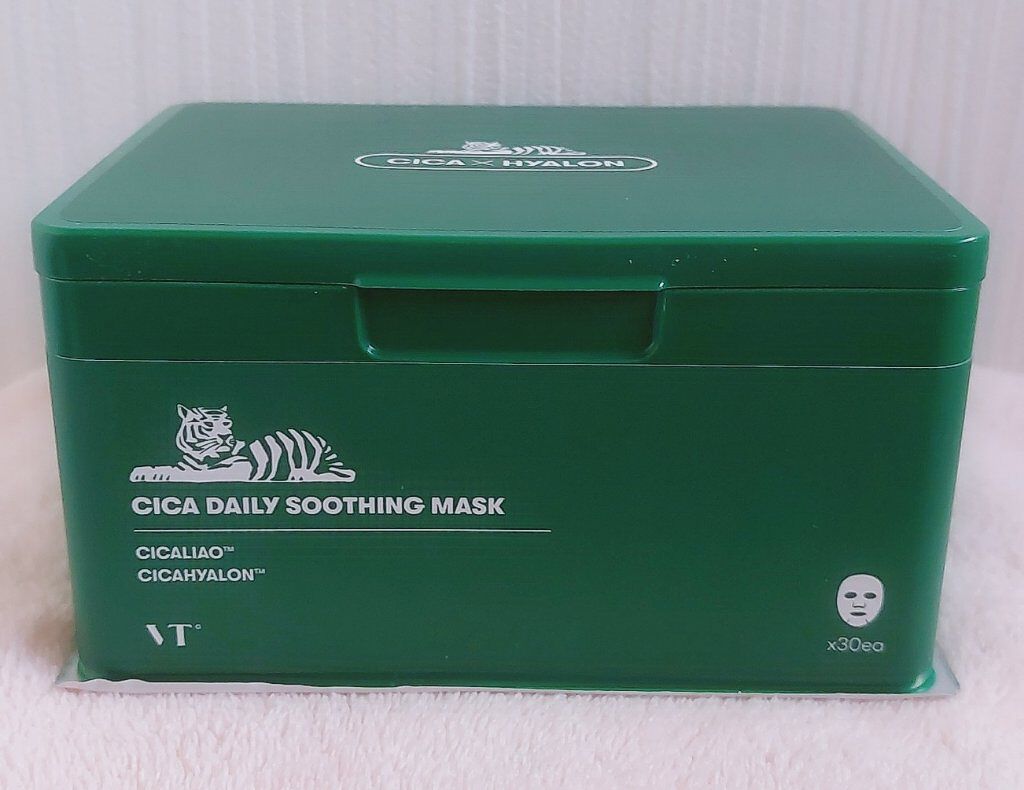 CICA × HYALON
CICA DAILY SOOTHING MASK
CICALIAO™
CICAHYALON™
VT
x30ea